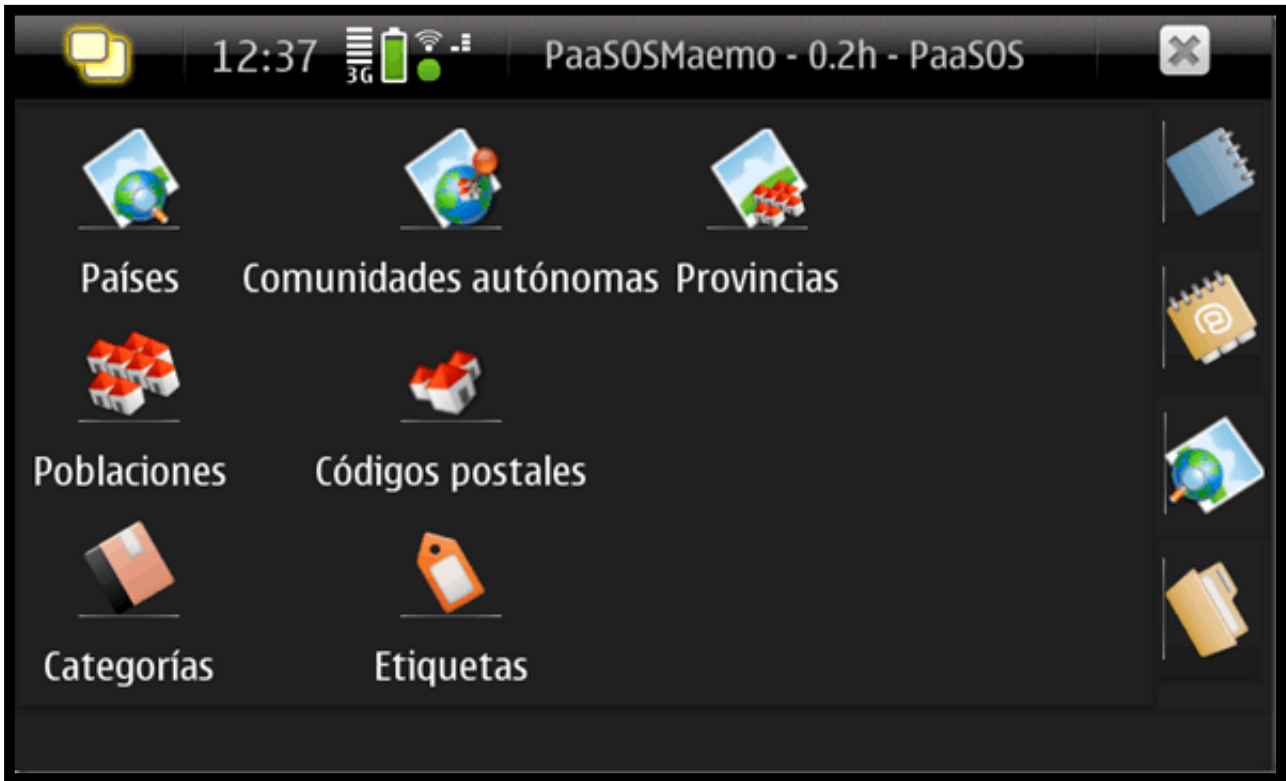 12:37 3G PaaSOSMaemo - 0.2h - PaaSOS
Países Comunidades autónomas Provincias
Poblaciones Códigos postales
Categorías Etiquetas